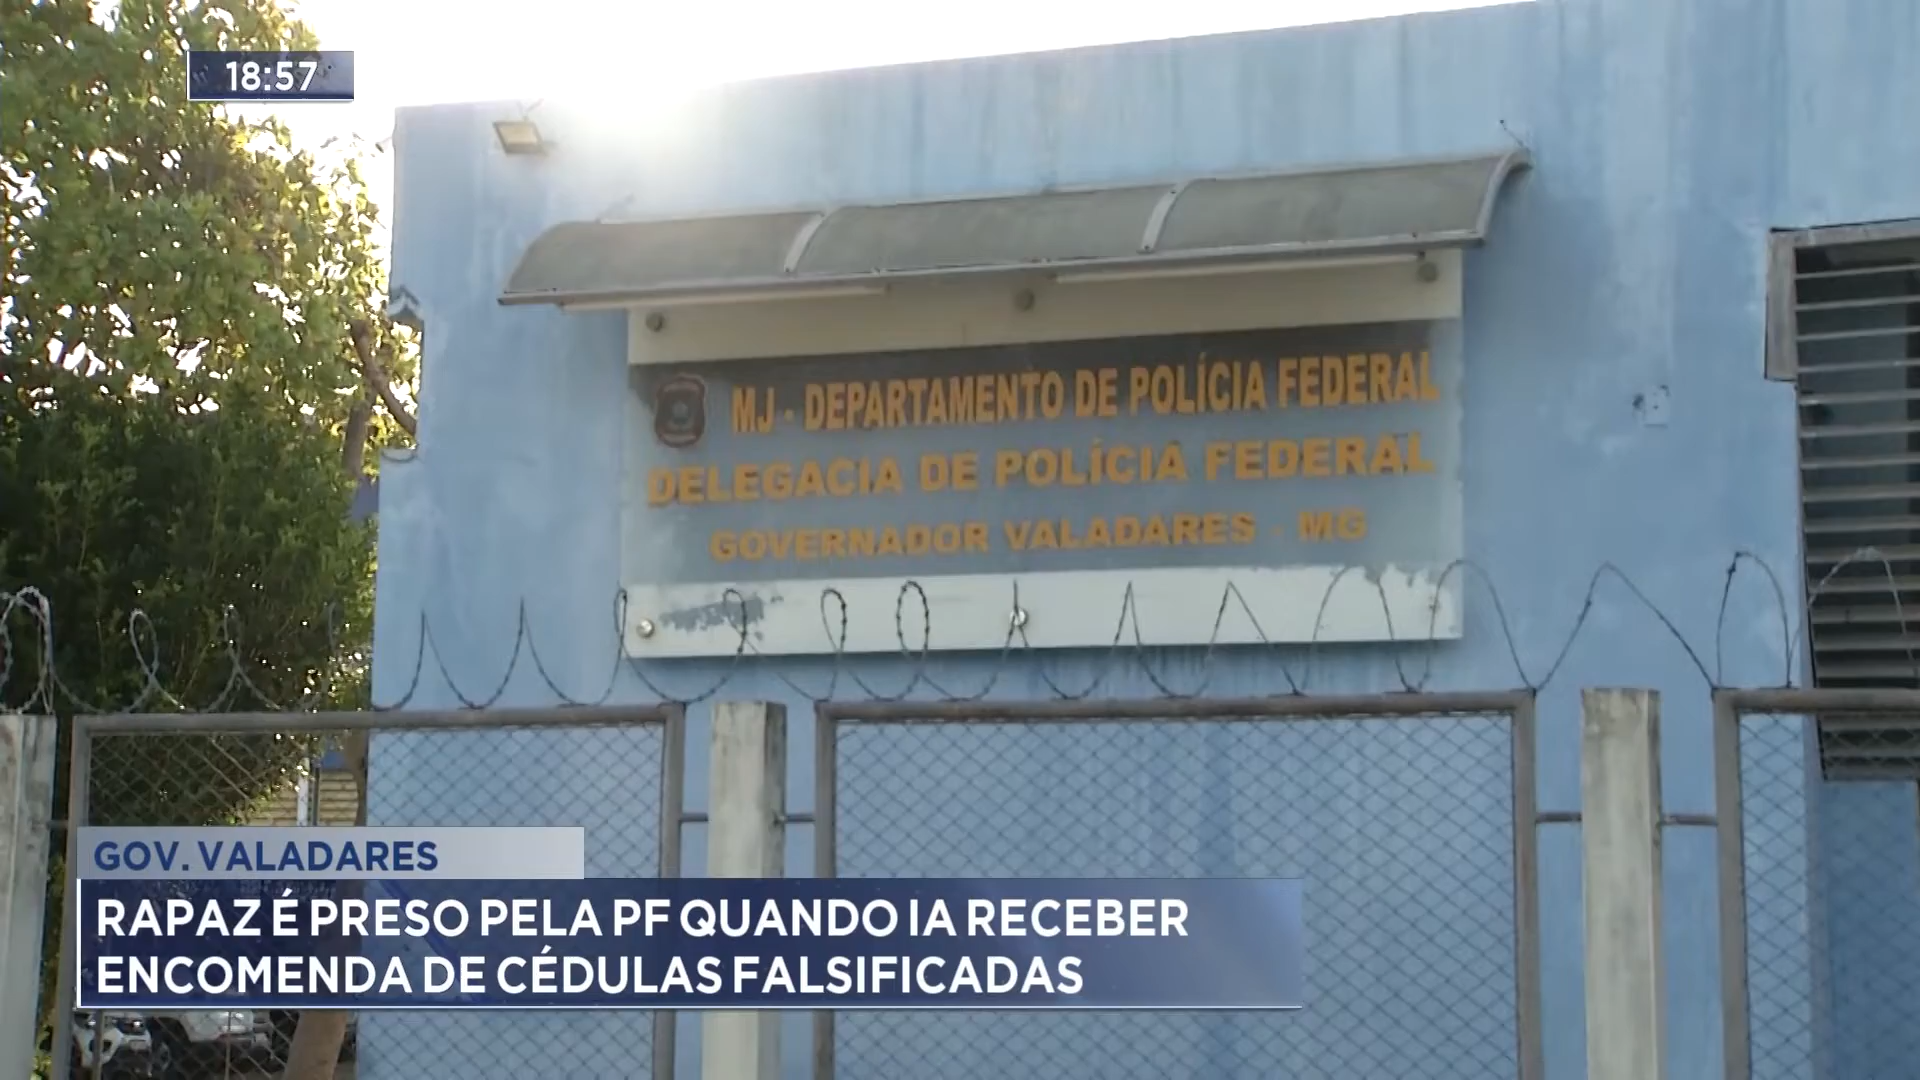 18:57
MJ - DEPARTAMENTO DE POLÍCIA FEDERAL
DELEGACIA DE POLÍCIA FEDERAL
GOVERNADOR VALADARES - MG
GOV. VALADARES
RAPAZ É PRESO PELA PF QUANDO IA RECEBER
ENCOMENDA DE CÉDULAS FALSIFICADAS